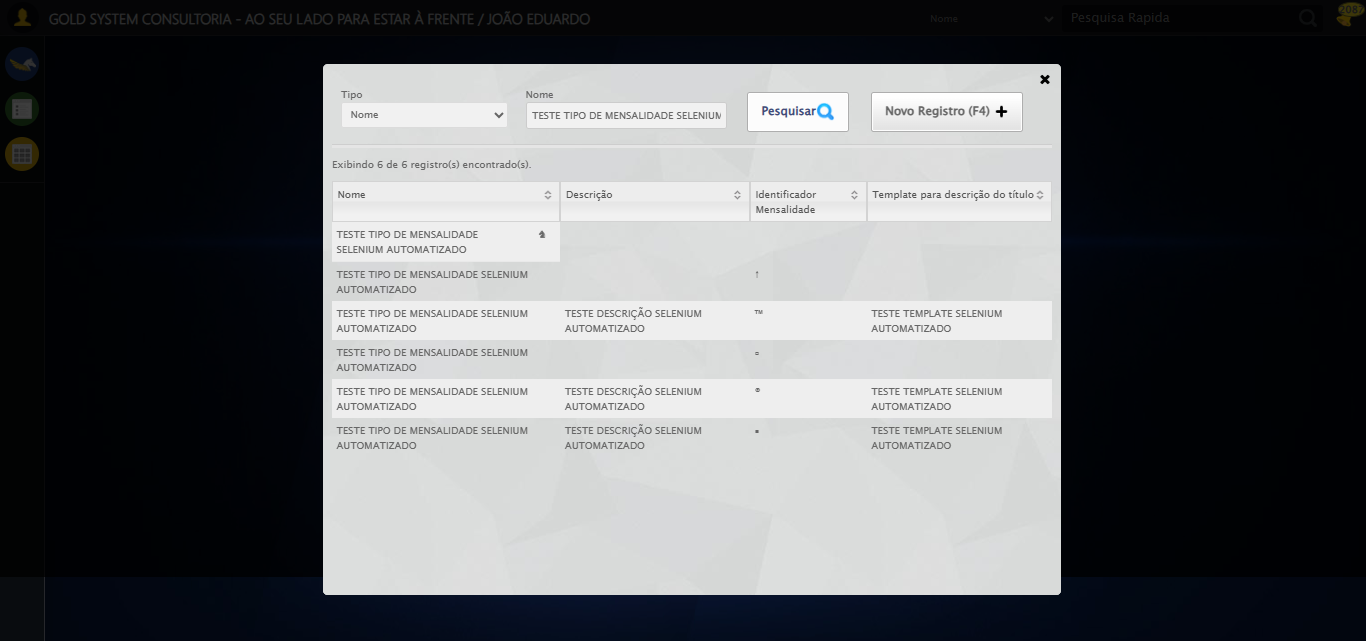 GOLD SYSTEM CONSULTORIA - AO SEU LADO PARA ESTAR À FRENTE / JOÃO EDUARDO
Nome
Pesquisa Rapida
Tipo
Nome
Nome
TESTE TIPO DE MENSALIDADE SELENIUM
Pesquisar
Novo Registro (F4)
Exibindo 6 de 6 registro(s) encontrado(s).
Nome
Descrição
Identificador
Mensalidade
Template para descrição do título
TESTE TIPO DE MENSALIDADE
SELENIUM AUTOMATIZADO
♞
TESTE TIPO DE MENSALIDADE SELENIUM
AUTOMATIZADO
↑
TESTE TIPO DE MENSALIDADE SELENIUM
AUTOMATIZADO
TESTE DESCRIÇÃO SELENIUM
AUTOMATIZADO
™
TESTE TEMPLATE SELENIUM
AUTOMATIZADO
TESTE TIPO DE MENSALIDADE SELENIUM
AUTOMATIZADO
▫
TESTE TIPO DE MENSALIDADE SELENIUM
AUTOMATIZADO
TESTE DESCRIÇÃO SELENIUM
AUTOMATIZADO
TESTE TEMPLATE SELENIUM
AUTOMATIZADO
TESTE TIPO DE MENSALIDADE SELENIUM
AUTOMATIZADO
TESTE DESCRIÇÃO SELENIUM
AUTOMATIZADO
▪
TESTE TEMPLATE SELENIUM
AUTOMATIZADO